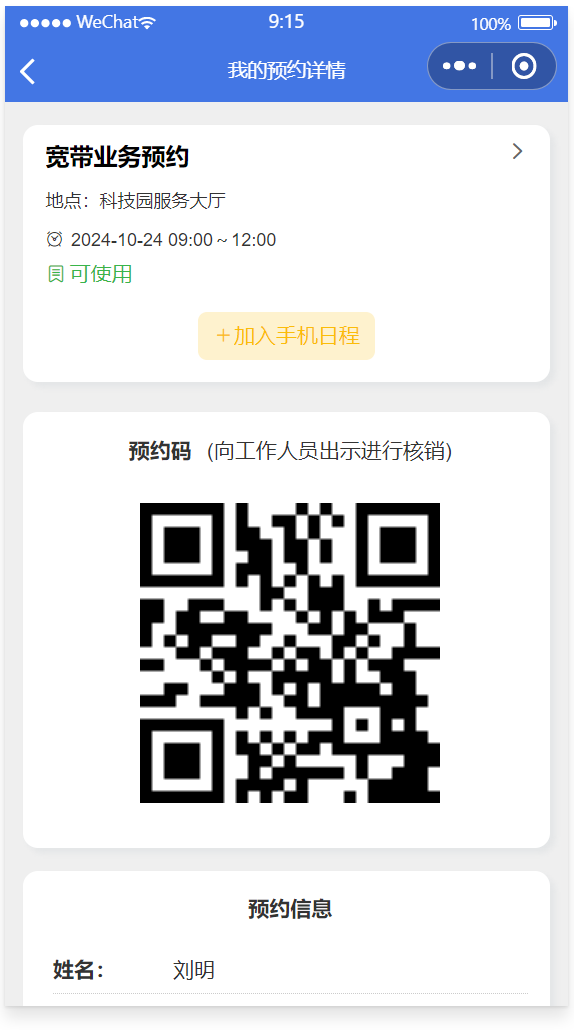 WeChat 9:15 100%
我的预约详情
宽带业务预约
地点：科技园服务大厅
2024-10-24 09:00 ~ 12:00
可使用
＋加入手机日程
预约码 (向工作人员出示进行核销)
预约信息
姓名： 刘明